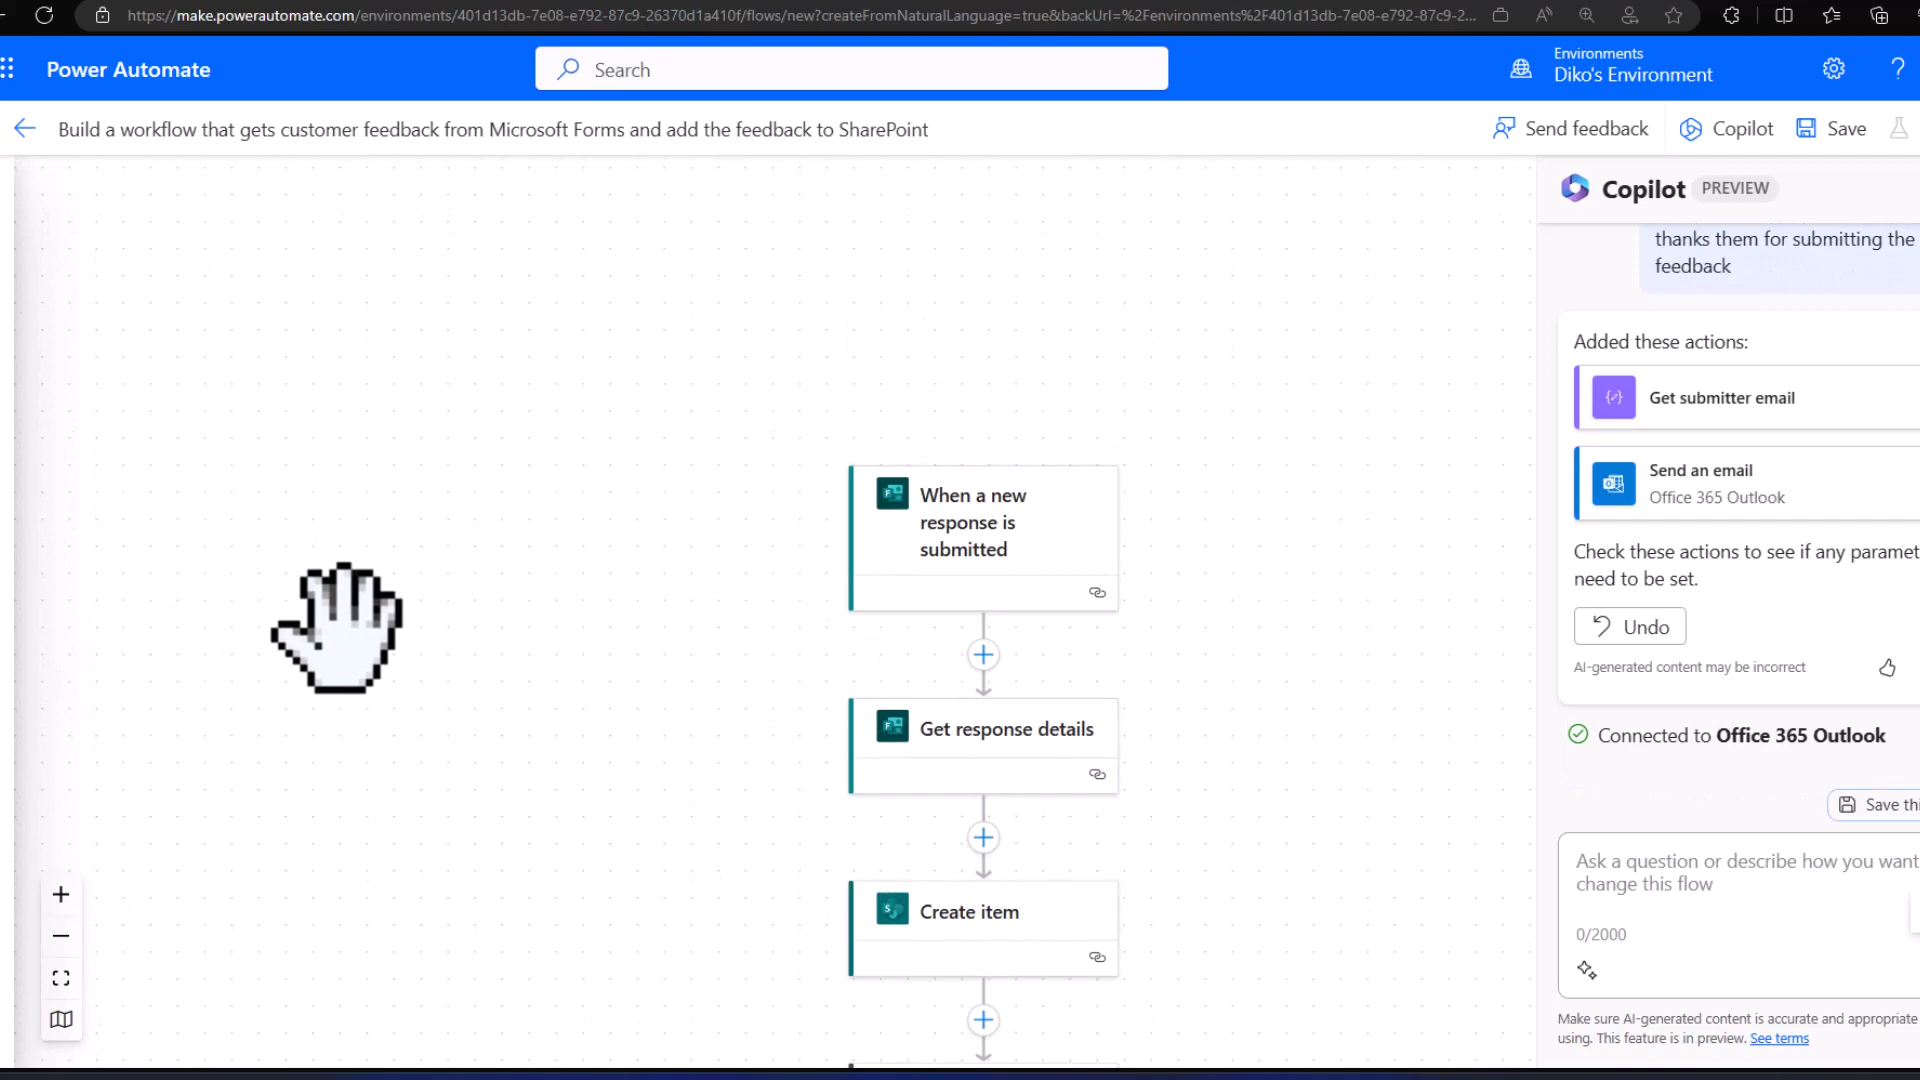 https://make.powerautomate.com/environments/401d13db-7e08-e792-87c9-26370d1a410f/flows/new?createFromNaturalLanguage=true&backUrl=%2Fenvironments%2F401d13db-7e08-e792-87c9-2...
Power Automate
Search
Environments
Diko's Environment
Build a workflow that gets customer feedback from Microsoft Forms and add the feedback to SharePoint
Send feedback
Copilot
Save
Copilot PREVIEW
thanks them for submitting the
feedback
Added these actions:
Get submitter email
Send an email
Office 365 Outlook
Check these actions to see if any paramet
need to be set.
Undo
AI-generated content may be incorrect
Connected to Office 365 Outlook
Save thi
Ask a question or describe how you want
change this flow
0/2000
Make sure AI-generated content is accurate and appropriate
using. This feature is in preview. See terms
When a new
response is
submitted
Get response details
Create item